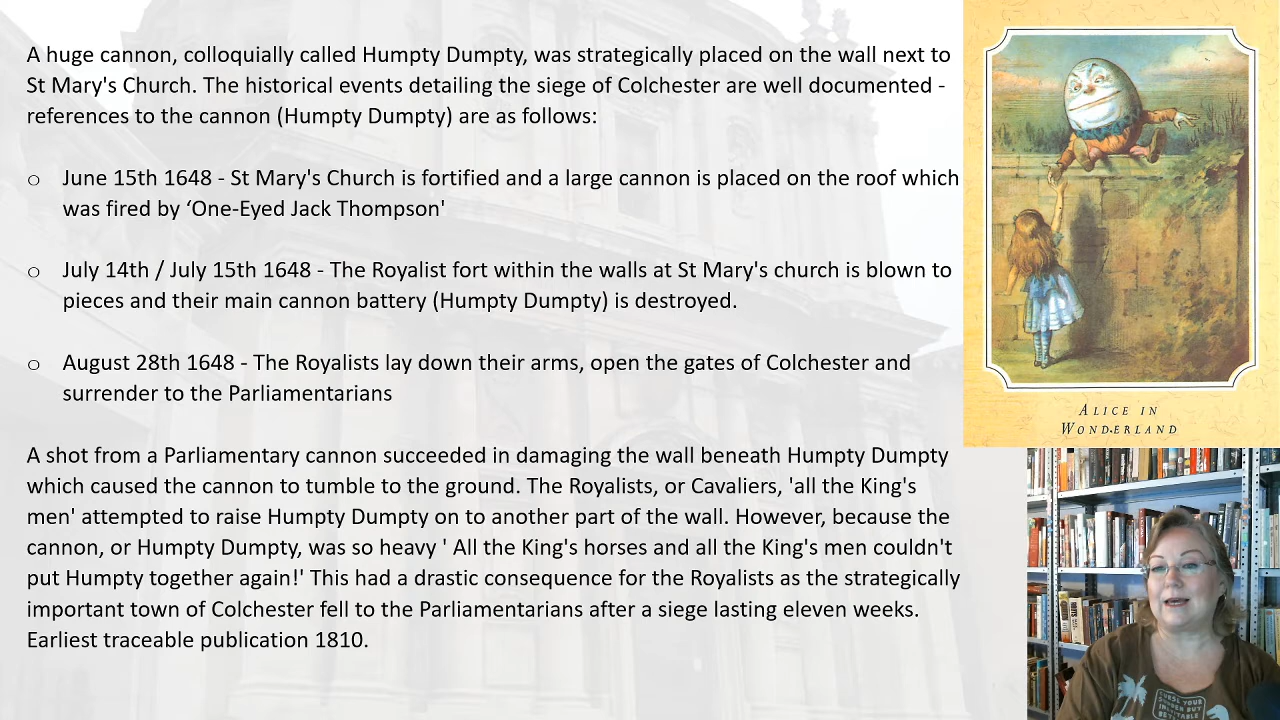 A huge cannon, colloquially called Humpty Dumpty, was strategically placed on the wall next to
St Mary's Church. The historical events detailing the siege of Colchester are well documented -
references to the cannon (Humpty Dumpty) are as follows:
o June 15th 1648 - St Mary's Church is fortified and a large cannon is placed on the roof which
was fired by ‘One-Eyed Jack Thompson'
o July 14th / July 15th 1648 - The Royalist fort within the walls at St Mary's church is blown to
pieces and their main cannon battery (Humpty Dumpty) is destroyed.
o August 28th 1648 - The Royalists lay down their arms, open the gates of Colchester and
surrender to the Parliamentarians
A shot from a Parliamentary cannon succeeded in damaging the wall beneath Humpty Dumpty
which caused the cannon to tumble to the ground. The Royalists, or Cavaliers, 'all the King's
men' attempted to raise Humpty Dumpty on to another part of the wall. However, because the
cannon, or Humpty Dumpty, was so heavy ' All the King's horses and all the King's men couldn't
put Humpty together again!' This had a drastic consequence for the Royalists as the strategically
important town of Colchester fell to the Parliamentarians after a siege lasting eleven weeks.
Earliest traceable publication 1810.
ALICE IN
WONDERLAND